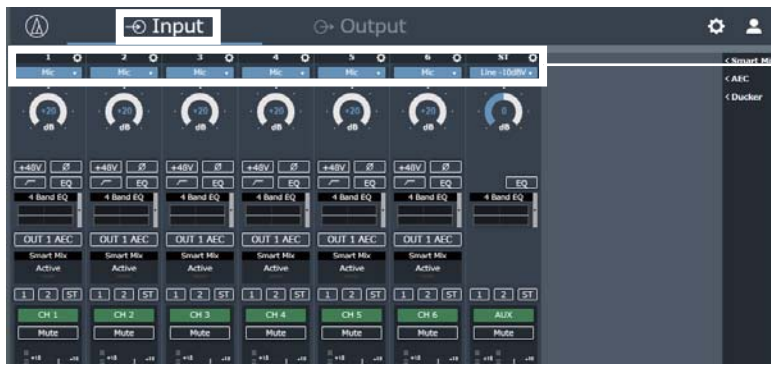 Input Output
1 2 3 4 5 6 ST
Mic Mic Mic Mic Mic Mic Line -10dBV
< Smart Mi
< AEC
< Ducker
+20 +20 +20 +20 +20 +20 0
dB dB dB dB dB dB dB
+48V Ø +48V Ø +48V Ø +48V Ø +48V Ø +48V Ø
EQ EQ EQ EQ EQ EQ EQ
4 Band EQ 4 Band EQ 4 Band EQ 4 Band EQ 4 Band EQ 4 Band EQ 4 Band EQ
OUT 1 AEC OUT 1 AEC OUT 1 AEC OUT 1 AEC OUT 1 AEC OUT 1 AEC
Smart Mix Smart Mix Smart Mix Smart Mix Smart Mix Smart Mix
Active Active Active Active Active Active
1 2 ST 1 2 ST 1 2 ST 1 2 ST 1 2 ST 1 2 ST 1 2 ST
CH 1 CH 2 CH 3 CH 4 CH 5 CH 6 AUX
Mute Mute Mute Mute Mute Mute Mute